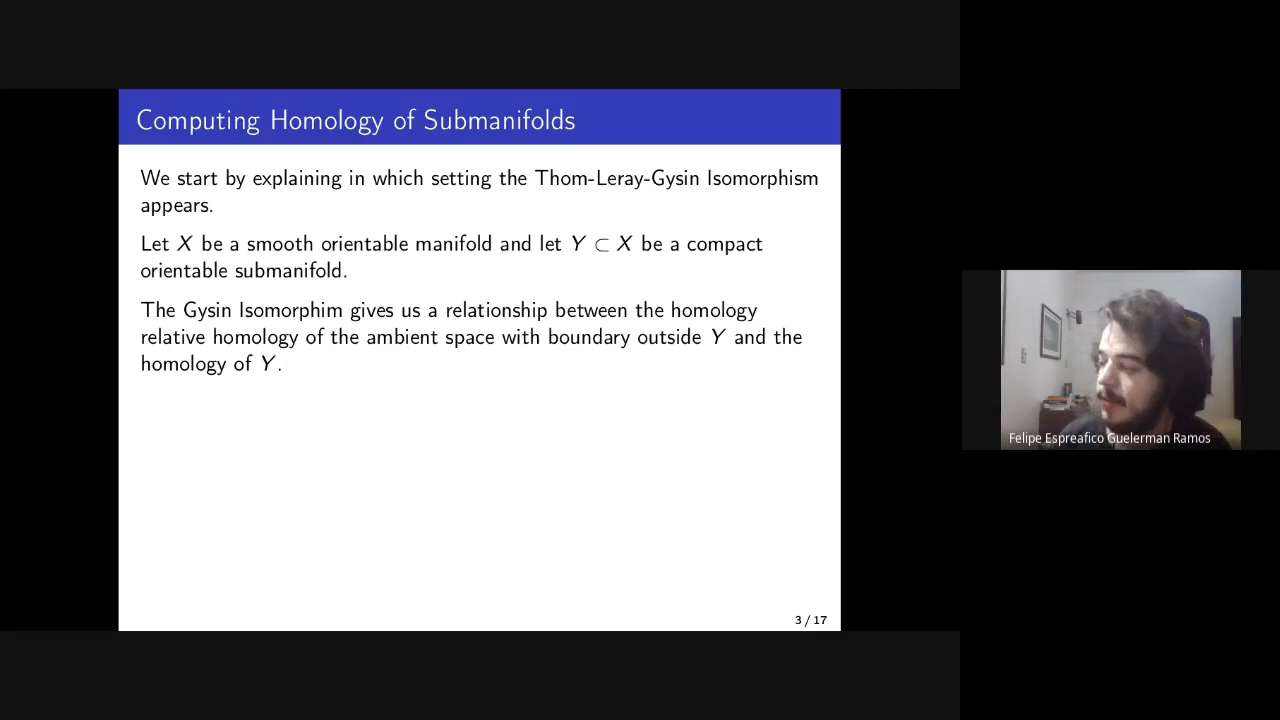 Computing Homology of Submanifolds
We start by explaining in which setting the Thom-Leray-Gysin Isomorphism
appears.
Let X be a smooth orientable manifold and let Y ⊂ X be a compact
orientable submanifold.
The Gysin Isomorphim gives us a relationship between the homology
relative homology of the ambient space with boundary outside Y and the
homology of Y.
3 / 17
Felipe Espreafico Guelerman Ramos